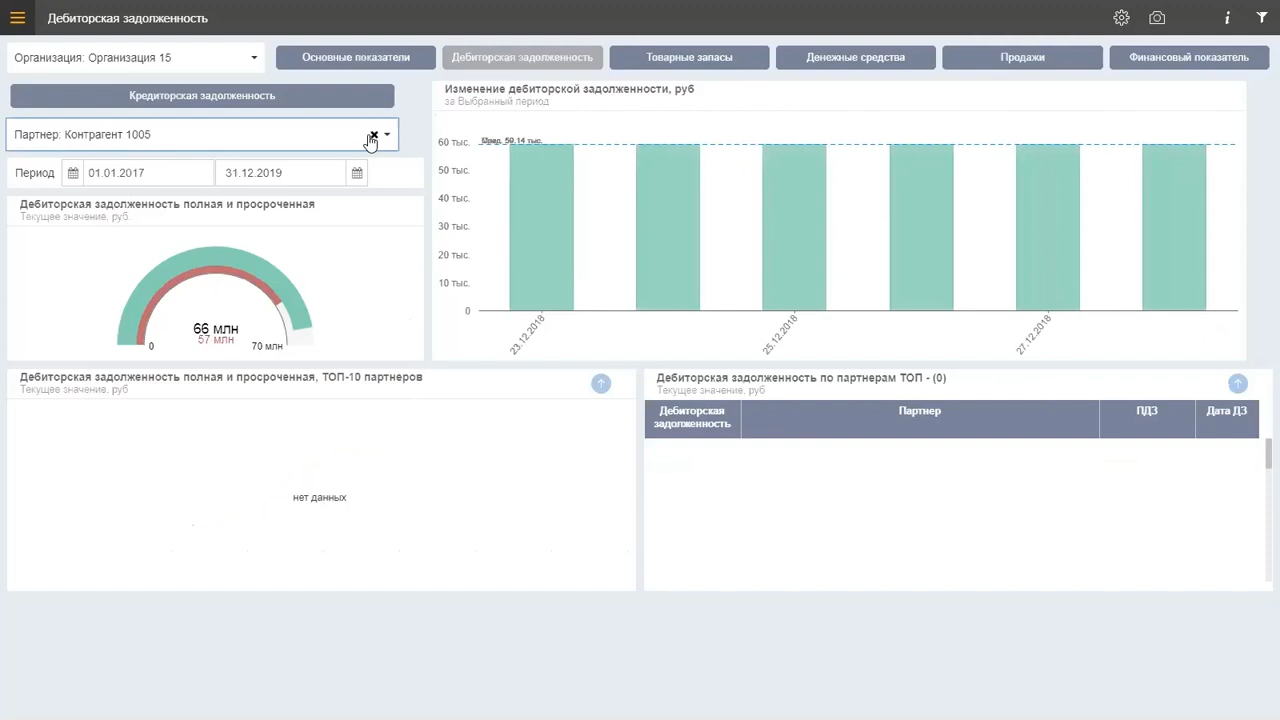 Дебиторская задолженность
i
Организация: Организация 15
Основные показатели
Дебиторская задолженность
Товарные запасы
Денежные средства
Продажи
Финансовый показатель
Кредиторская задолженность
Партнер: Контрагент 1005
Период
01.01.2017
31.12.2019
Дебиторская задолженность полная и просроченная
Текущее значение, руб.
66 млн
57 млн
0
70 млн
Изменение дебиторской задолженности, руб
за Выбранный период
60 тыс.
50 тыс.
40 тыс.
30 тыс.
20 тыс.
10 тыс.
0
59.14 тыс.
23.12.2018
25.12.2018
27.12.2018
Дебиторская задолженность полная и просроченная, ТОП-10 партнеров
Текущее значение, руб
нет данных
Дебиторская задолженность по партнерам ТОП - (0)
Текущее значение, руб
Дебиторская
задолженность
Партнер
ПДЗ
Дата ДЗ